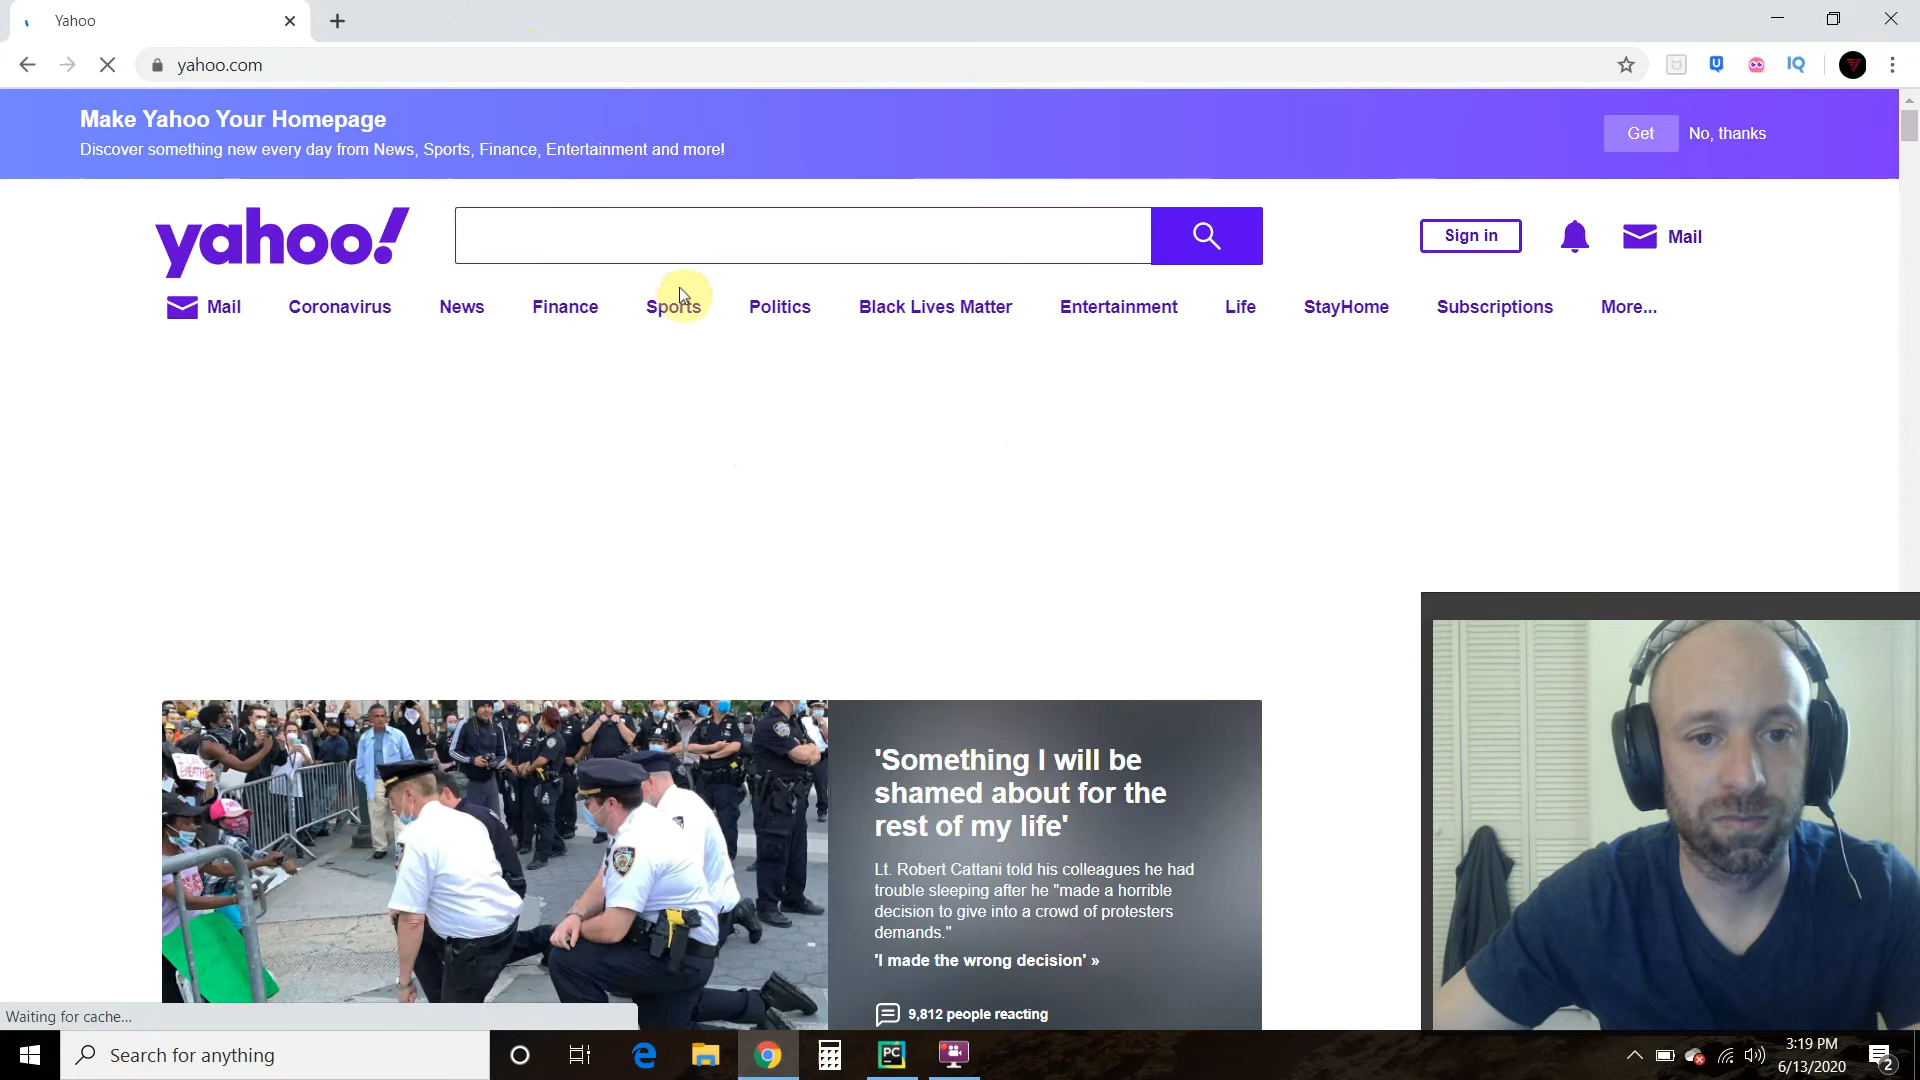 Yahoo
yahoo.com
IQ
Make Yahoo Your Homepage
Discover something new every day from News, Sports, Finance, Entertainment and more!
Get
No, thanks
yahoo!
Sign in
Mail
Mail
Coronavirus
News
Finance
Sports
Politics
Black Lives Matter
Entertainment
Life
StayHome
Subscriptions
More...
'Something I will be
shamed about for the
rest of my life'
Lt. Robert Cattani told his colleagues he had
trouble sleeping after he "made a horrible
decision to give into a crowd of protesters
demands."
'I made the wrong decision' »
9,812 people reacting
Waiting for cache...
Search for anything
PC
3:19 PM
6/13/2020
2